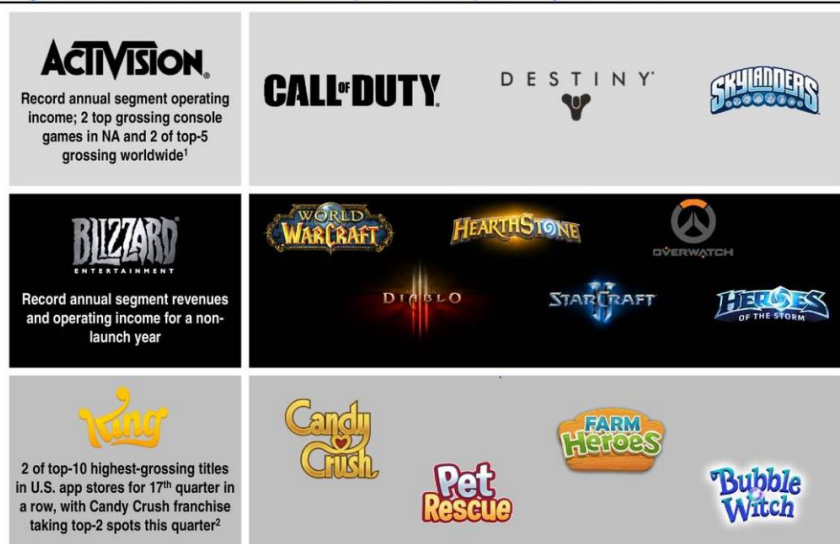 ACTIVISION®
Record annual segment operating
income; 2 top grossing console
games in NA and 2 of top-5
grossing worldwide1
CALL OF DUTY.
DESTINY
SKYLANDERS
BLIZZARD®
ENTERTAINMENT
Record annual segment revenues
and operating income for a non-
launch year
WORLD
OF
WARCRAFT
HEARTHSTONE
OVERWATCH
DIABLO
III
STARCRAFT
II
HEROES
OF THE STORM
King
2 of top-10 highest-grossing titles
in U.S. app stores for 17th quarter in
a row, with Candy Crush franchise
taking top-2 spots this quarter2
Candy
Crush
Pet
Rescue
FARM
HeRoeS
Bubble
Witch